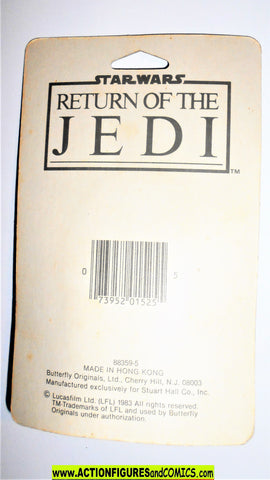 STAR WARS
RETURN OF THE
JEDI
TM
0 73952 01525 5
88359-5
MADE IN HONG KONG
Butterfly Originals, Ltd., Cherry Hill, N.J. 08003
Manufactured exclusively for Stuart Hall Co., Inc.
© Lucasfilm Ltd. (LFL) 1983 All rights reserved.
TM-Trademarks of LFL and used by Butterfly
Originals under authorization.
www.ACTIONFIGURESandCOMICS.com